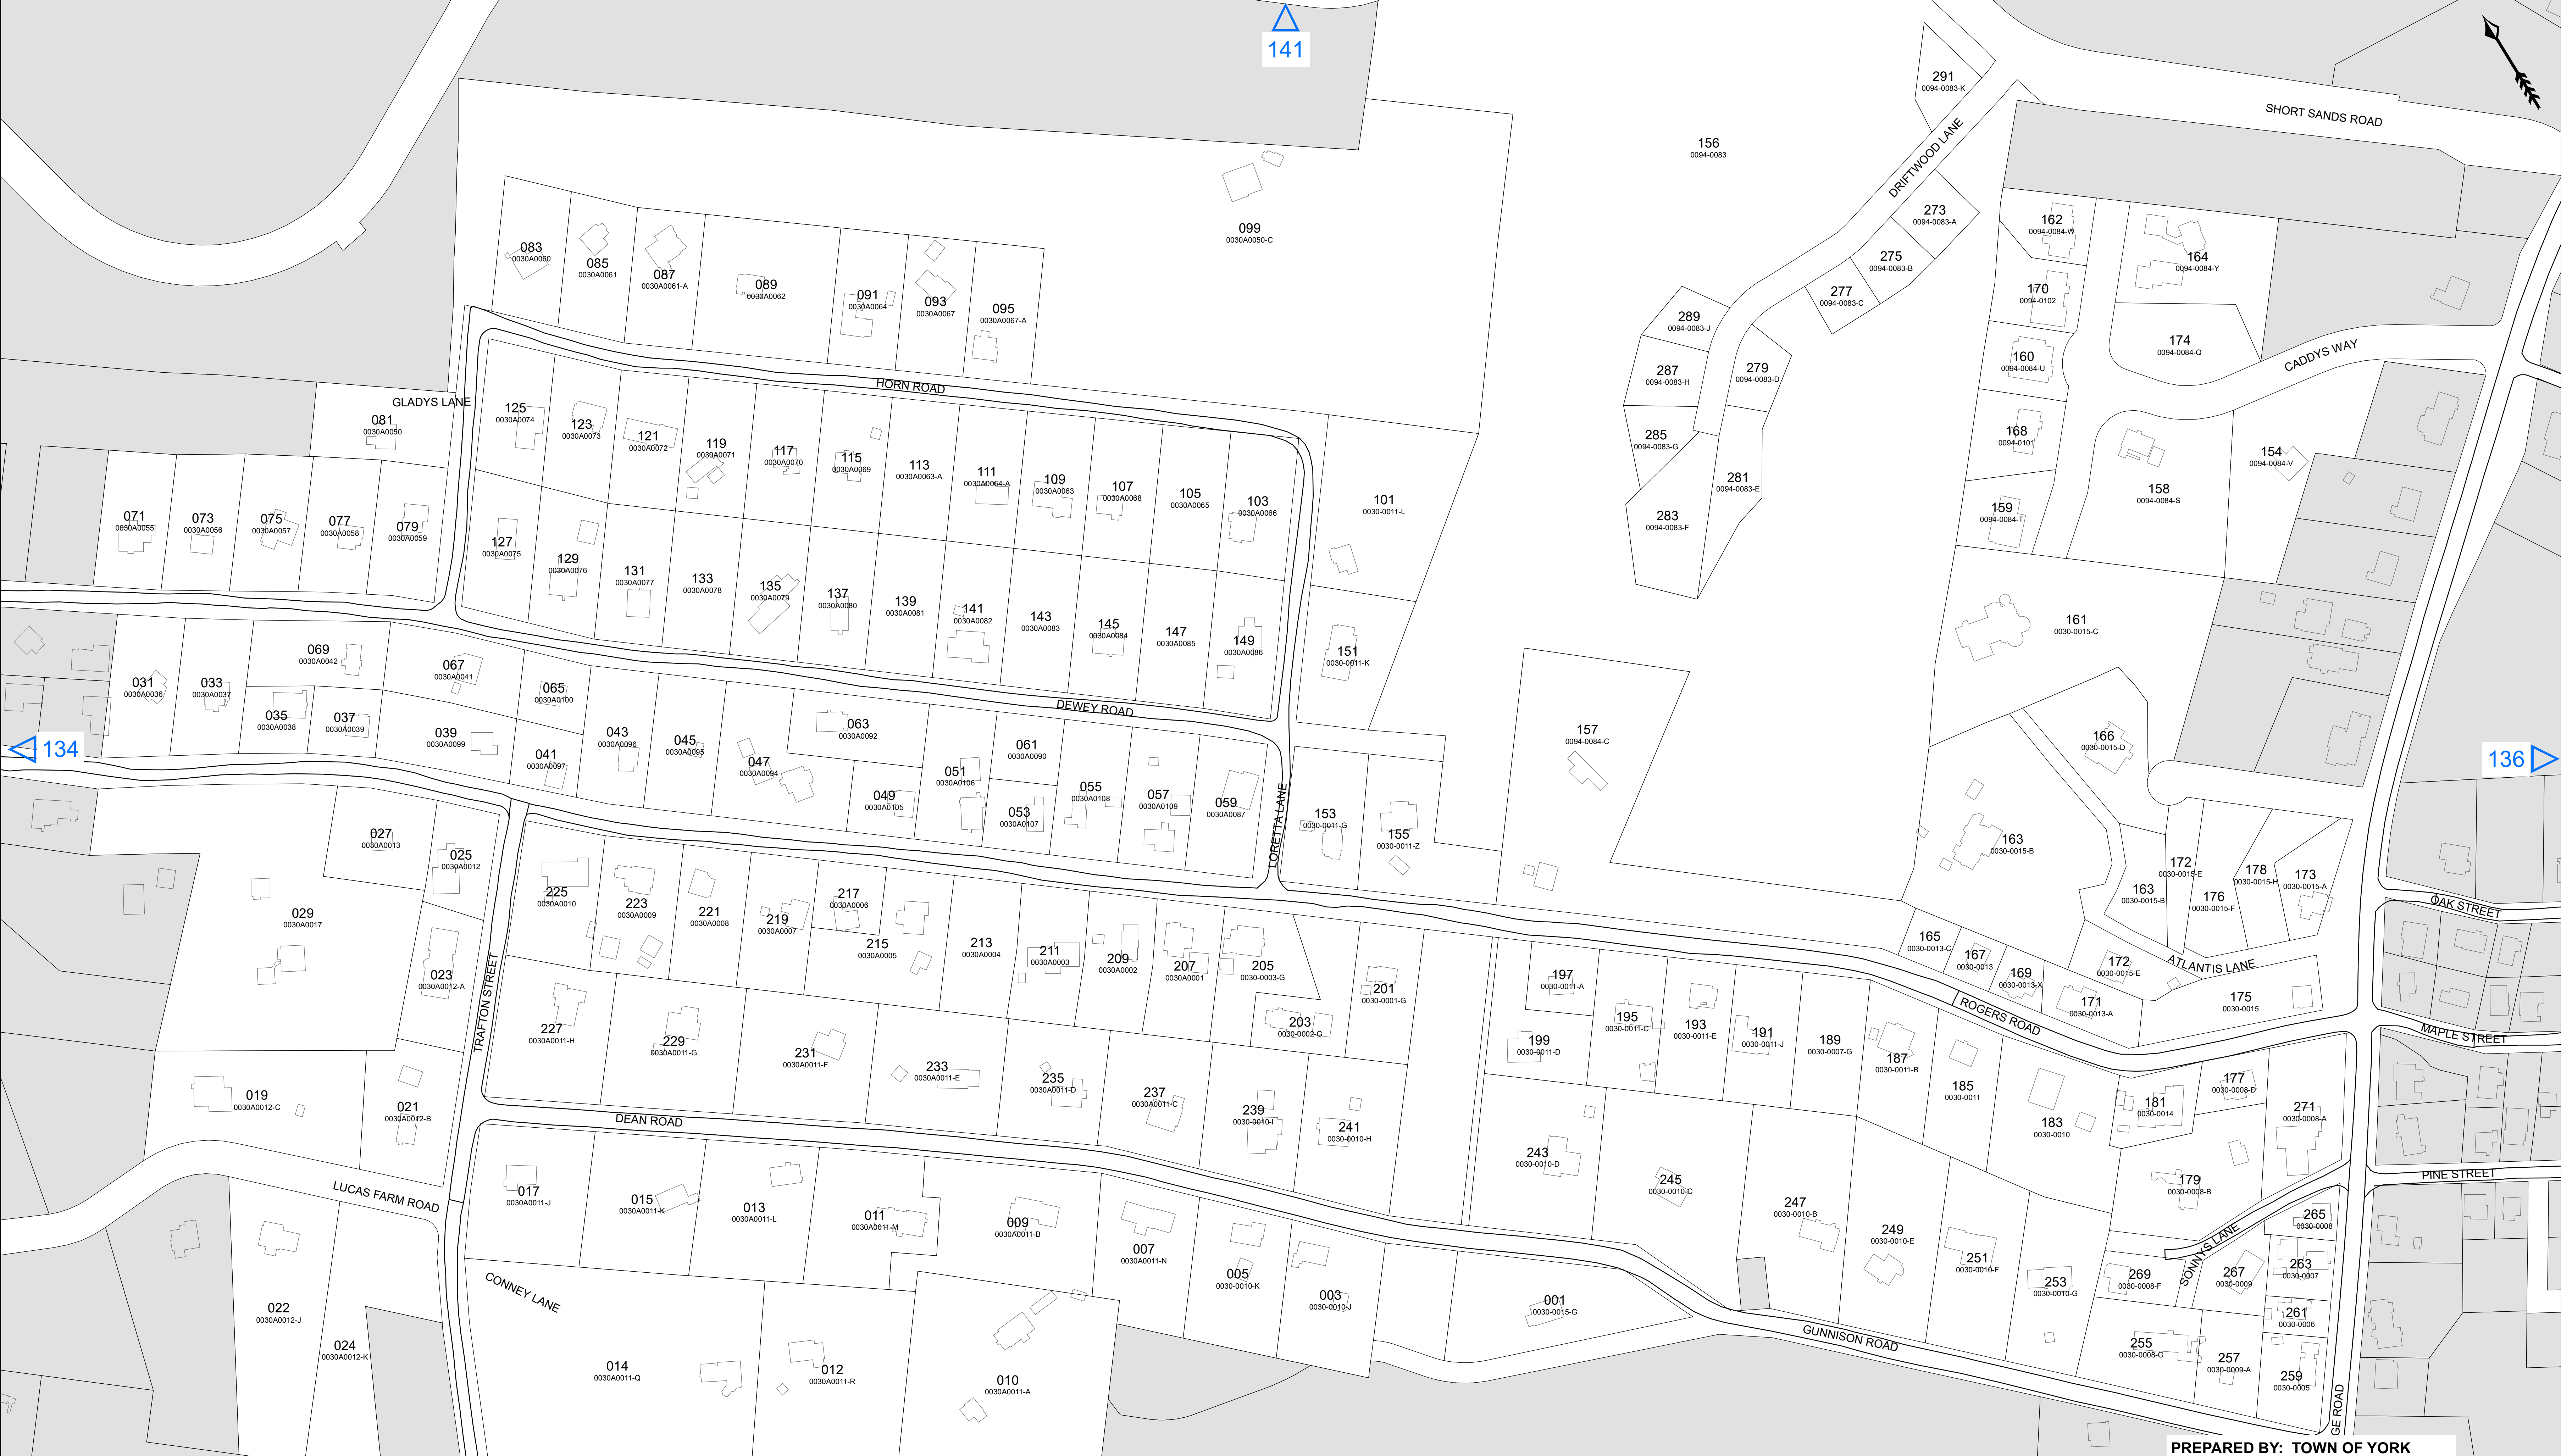 141
134
136
SHORT SANDS ROAD
DRIFTWOOD LANE
CADDYS WAY
HORN ROAD
GLADYS LANE
DEWEY ROAD
LORETTA LANE
TRAFTON STREET
DEAN ROAD
LUCAS FARM ROAD
CONNEY LANE
ROGERS ROAD
ATLANTIS LANE
OAK STREET
MAPLE STREET
PINE STREET
SONNYS LANE
GUNNISON ROAD
GE ROAD
291
0094-0083-K
156
0094-0083
273
0094-0083-A
275
0094-0083-B
277
0094-0083-C
289
0094-0083-J
287
0094-0083-H
279
0094-0083-D
285
0094-0083-G
281
0094-0083-E
283
0094-0083-F
162
0094-0084-W
164
0094-0084-Y
170
0094-0102
174
0094-0084-Q
160
0094-0084-U
168
0094-0101
154
0094-0084-V
158
0094-0084-S
159
0094-0084-T
161
0030-0015-C
099
0030A0050-C
083
0030A0060
085
0030A0061
087
0030A0061-A
089
0030A0062
091
0030A0064
093
0030A0067
095
0030A0067-A
081
0030A0050
125
0030A0074
123
0030A0073
121
0030A0072
119
0030A0071
117
0030A0070
115
0030A0069
113
0030A0063-A
111
0030A0064-A
109
0030A0063
107
0030A0068
105
0030A0065
103
0030A0066
101
0030-0011-L
071
0030A0055
073
0030A0056
075
0030A0057
077
0030A0058
079
0030A0059
127
0030A0075
129
0030A0076
131
0030A0077
133
0030A0078
135
0030A0079
137
0030A0080
139
0030A0081
141
0030A0082
143
0030A0083
145
0030A0084
147
0030A0085
149
0030A0086
151
0030-0011-K
031
0030A0036
033
0030A0037
069
0030A0042
035
0030A0038
037
0030A0039
067
0030A0041
039
0030A0099
065
0030A0100
041
0030A0097
043
0030A0096
045
0030A0095
047
0030A0094
063
0030A0092
049
0030A0105
051
0030A0106
061
0030A0090
053
0030A0107
055
0030A0108
057
0030A0109
059
0030A0087
153
0030-0011-G
155
0030-0011-Z
157
0094-0084-C
166
0030-0015-D
163
0030-0015-B
163
0030-0015-B
172
0030-0015-E
176
0030-0015-F
178
0030-0015-H
173
0030-0015-A
165
0030-0013-C
167
0030-0013
169
0030-0013-X
172
0030-0015-E
171
0030-0013-A
175
0030-0015
027
0030A0013
025
0030A0012
029
0030A0017
023
0030A0012-A
019
0030A0012-C
021
0030A0012-B
022
0030A0012-J
024
0030A0012-K
225
0030A0010
223
0030A0009
221
0030A0008
219
0030A0007
217
0030A0006
215
0030A0005
213
0030A0004
211
0030A0003
209
0030A0002
207
0030A0001
205
0030-0003-G
203
0030-0002-G
201
0030-0001-G
197
0030-0011-A
199
0030-0011-D
195
0030-0011-C
193
0030-0011-E
191
0030-0011-J
189
0030-0007-G
187
0030-0011-B
185
0030-0011
183
0030-0010
181
0030-0014
177
0030-0008-D
271
0030-0008-A
179
0030-0008-B
227
0030A0011-H
229
0030A0011-G
231
0030A0011-F
233
0030A0011-E
235
0030A0011-D
237
0030A0011-C
239
0030-0010-I
241
0030-0010-H
243
0030-0010-D
245
0030-0010-C
247
0030-0010-B
249
0030-0010-E
251
0030-0010-F
253
0030-0010-G
269
0030-0008-F
267
0030-0009
265
0030-0008
263
0030-0007
261
0030-0006
255
0030-0008-G
257
0030-0009-A
259
0030-0005
017
0030A0011-J
015
0030A0011-K
013
0030A0011-L
011
0030A0011-M
009
0030A0011-B
007
0030A0011-N
005
0030-0010-K
003
0030-0010-J
001
0030-0015-G
014
0030A0011-Q
012
0030A0011-R
010
0030A0011-A
PREPARED BY: TOWN OF YORK